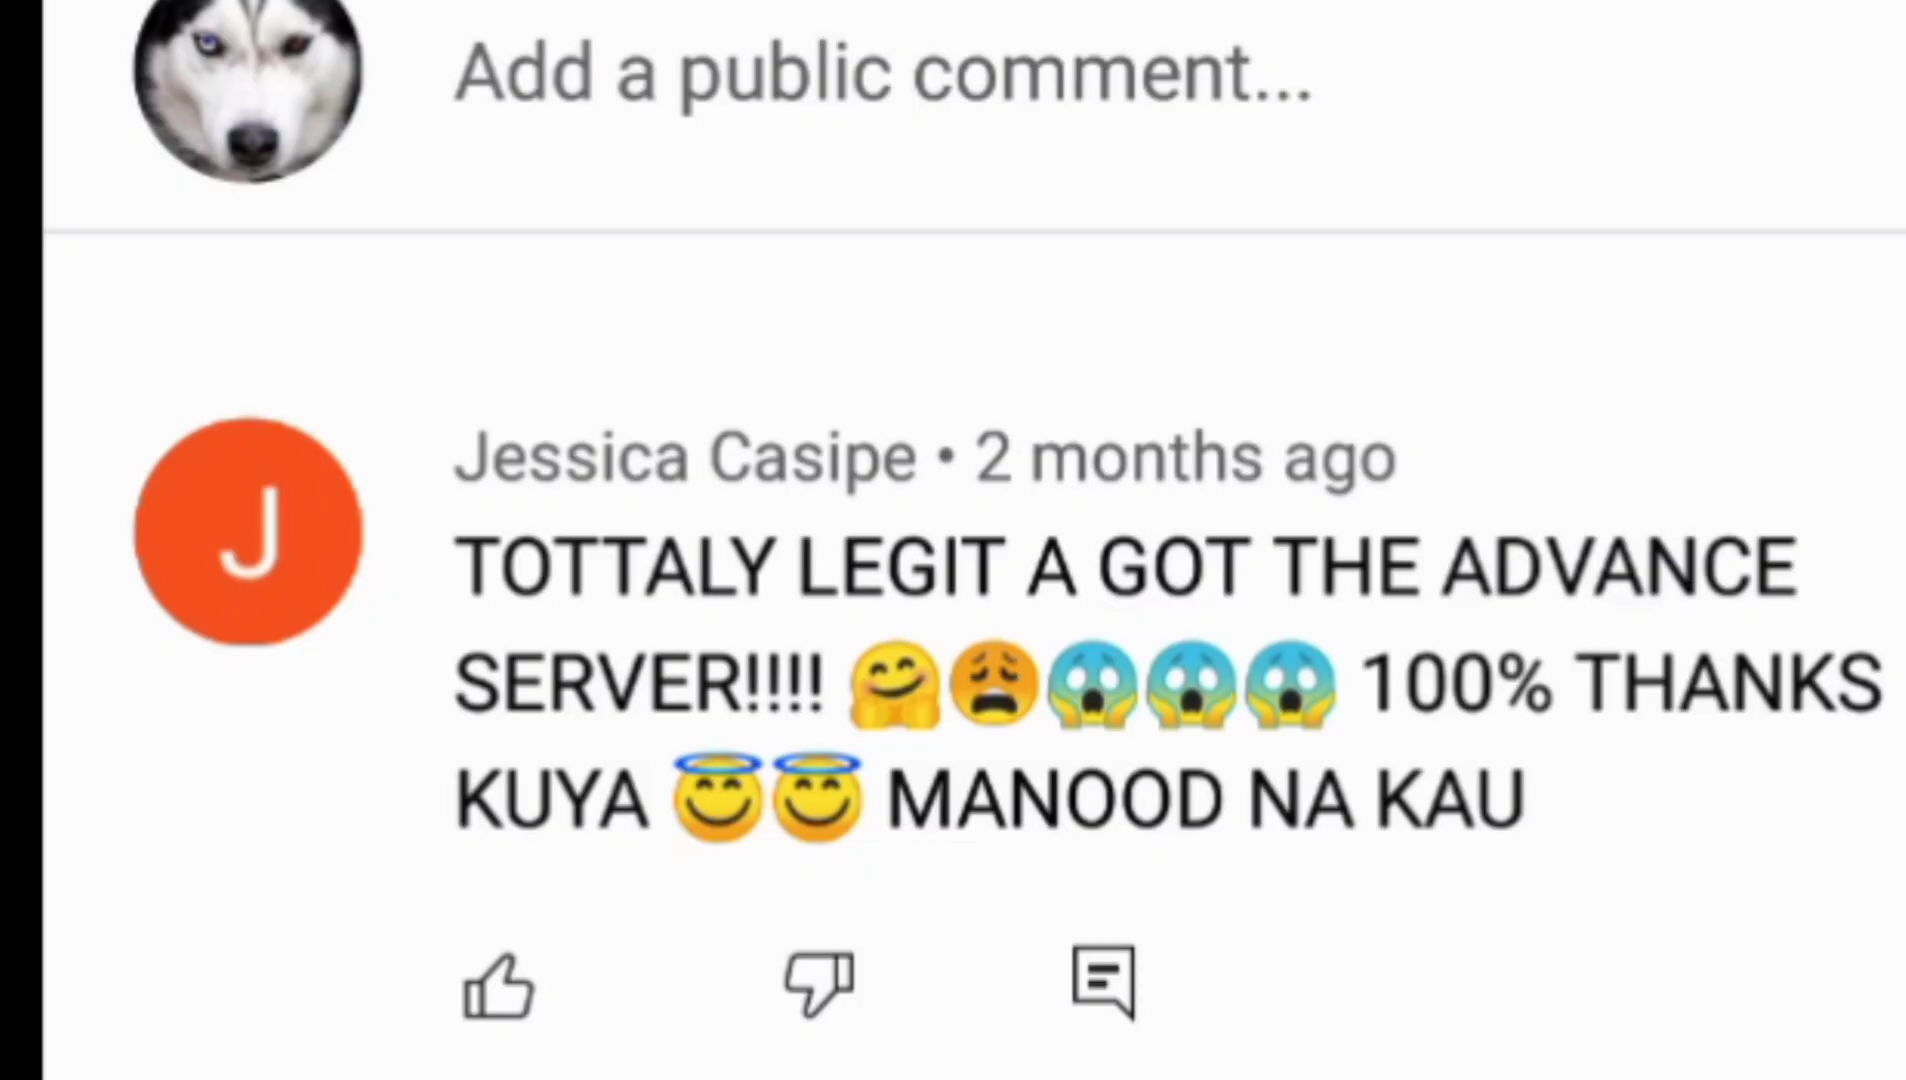 Add a public comment...
J
Jessica Casipe • 2 months ago
TOTTALY LEGIT A GOT THE ADVANCE
SERVER!!!! 🤗😩😱😱😱 100% THANKS
KUYA 😇😇 MANOOD NA KAU